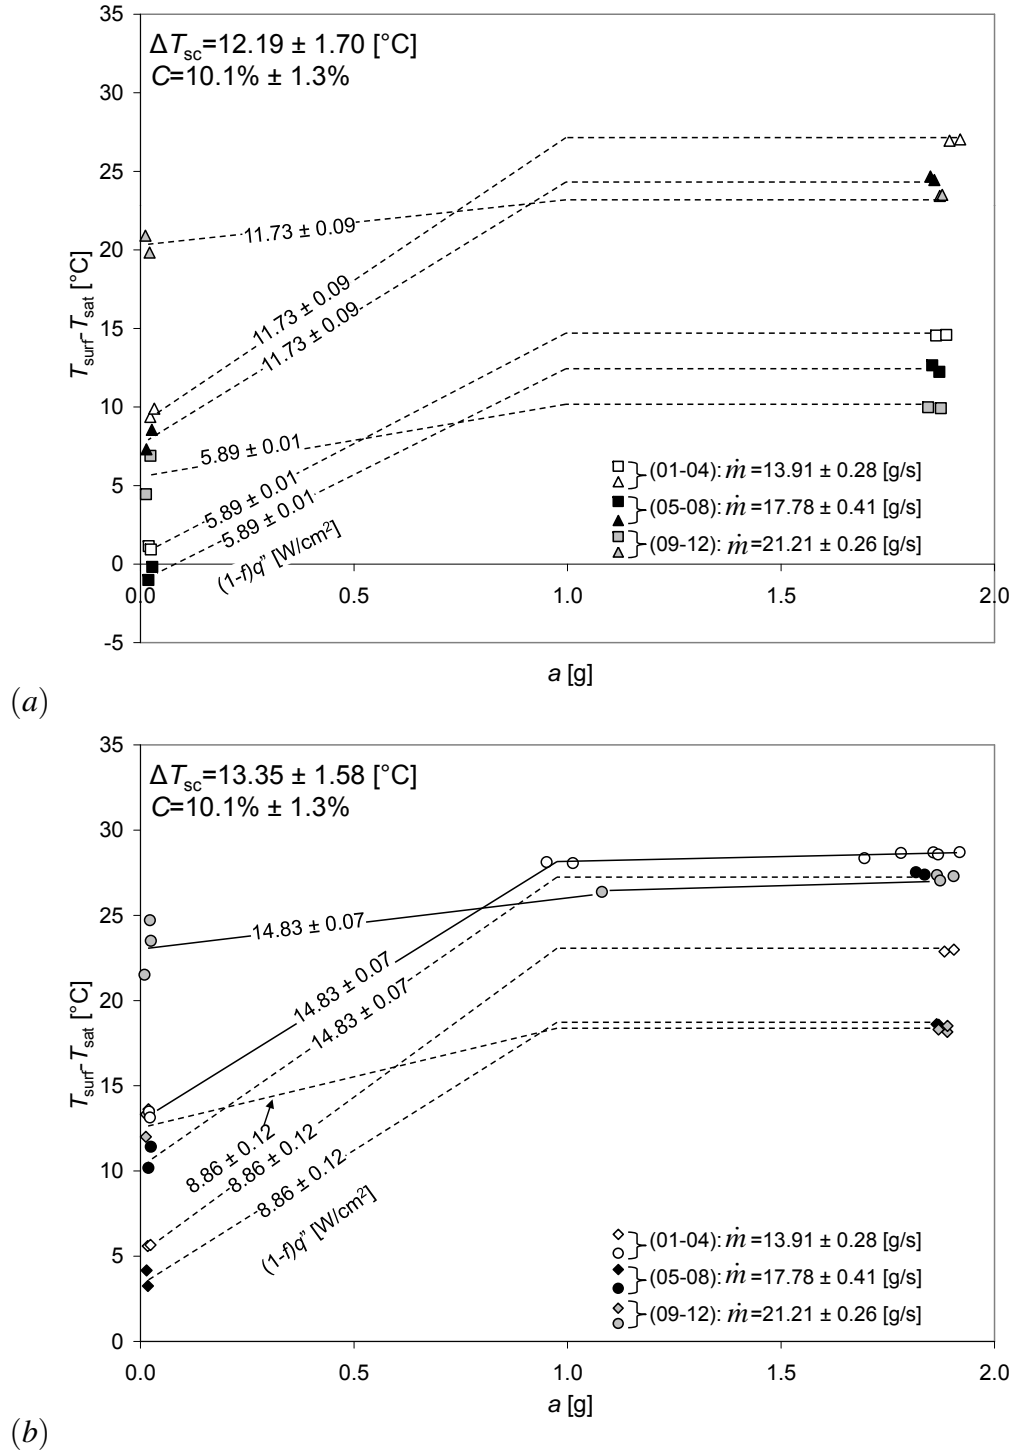 35
ΔTsc=12.19 ± 1.70 [°C]
C=10.1% ± 1.3%
30
25
20
15
10
5
0
-5
Tsurf-Tsat [°C]
11.73 ± 0.09
11.73 ± 0.09
11.73 ± 0.09
5.89 ± 0.01
5.89 ± 0.01
5.89 ± 0.01
(1-f)q” [W/cm²]
(01-04): ṁ=13.91 ± 0.28 [g/s]
(05-08): ṁ=17.78 ± 0.41 [g/s]
(09-12): ṁ=21.21 ± 0.26 [g/s]
0.0 0.5 1.0 1.5 2.0
a [g]
(a)
35
ΔTsc=13.35 ± 1.58 [°C]
C=10.1% ± 1.3%
30
25
20
15
10
5
0
Tsurf-Tsat [°C]
14.83 ± 0.07
14.83 ± 0.07
14.83 ± 0.07
8.86 ± 0.12
8.86 ± 0.12
8.86 ± 0.12
(1-f)q” [W/cm²]
(01-04): ṁ=13.91 ± 0.28 [g/s]
(05-08): ṁ=17.78 ± 0.41 [g/s]
(09-12): ṁ=21.21 ± 0.26 [g/s]
0.0 0.5 1.0 1.5 2.0
a [g]
(b)